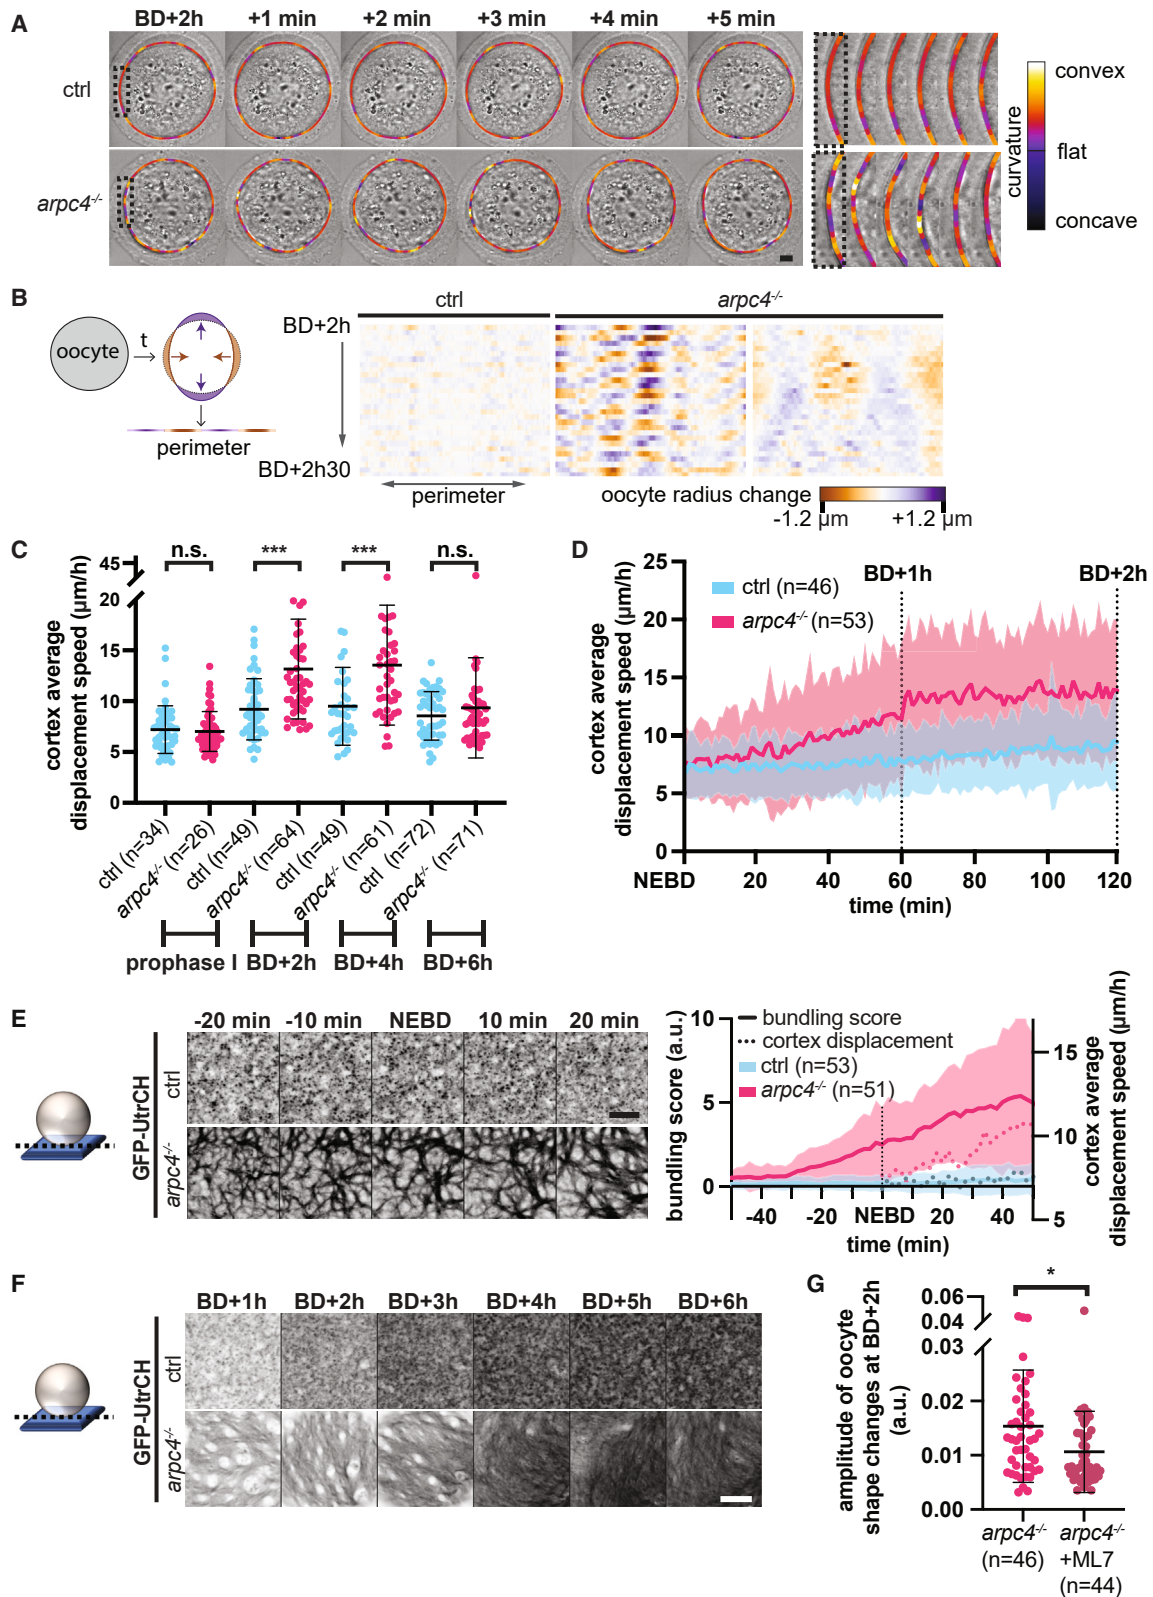 A
BD+2h +1 min +2 min +3 min +4 min +5 min
ctrl
arpc4-/-
curvature
convex
flat
concave
B
oocyte
t
perimeter
ctrl arpc4-/-
BD+2h
BD+2h30
perimeter
oocyte radius change
-1.2 µm +1.2 µm
C
cortex average
displacement speed (µm/h)
45
20
15
10
5
0
n.s. *** *** n.s.
ctrl (n=34)
arpc4-/- (n=26)
ctrl (n=49)
arpc4-/- (n=64)
ctrl (n=49)
arpc4-/- (n=61)
ctrl (n=72)
arpc4-/- (n=71)
prophase I BD+2h BD+4h BD+6h
D
cortex average
displacement speed (µm/h)
25
20
15
10
5
0
ctrl (n=46)
arpc4-/- (n=53)
BD+1h BD+2h
NEBD 20 40 60 80 100 120
time (min)
E
-20 min -10 min NEBD 10 min 20 min
GFP-UtrCH
ctrl
arpc4-/-
bundling score (a.u.)
10
5
0
bundling score
cortex displacement
ctrl (n=53)
arpc4-/- (n=51)
-40 -20 NEBD 20 40
time (min)
15
10
5
cortex average
displacement speed (µm/h)
F
BD+1h BD+2h BD+3h BD+4h BD+5h BD+6h
GFP-UtrCH
ctrl
arpc4-/-
G
amplitude of oocyte
shape changes at BD+2h
(a.u.)
0.06
0.04
0.03
0.02
0.01
0.00
*
arpc4-/-
(n=46)
arpc4-/-
+ML7
(n=44)